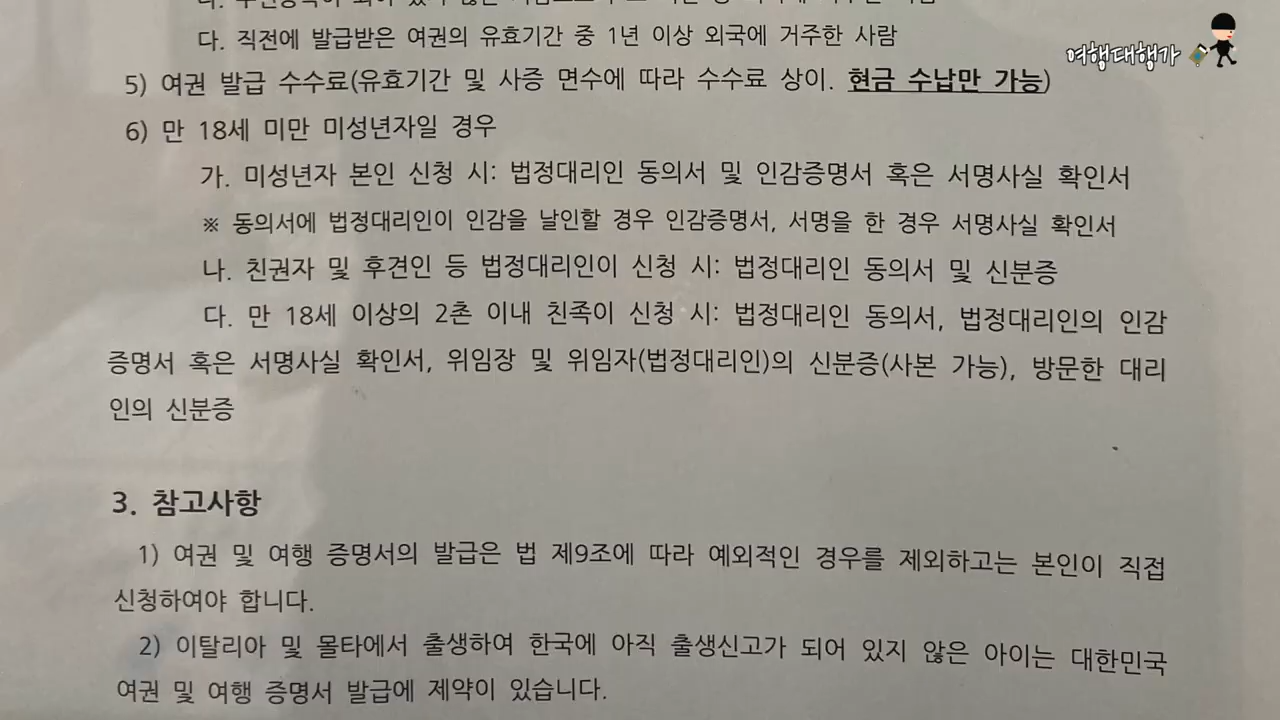 다. 직전에 발급받은 여권의 유효기간 중 1년 이상 외국에 거주한 사람
여행대행가
5) 여권 발급 수수료(유효기간 및 사증 면수에 따라 수수료 상이. 현금 수납만 가능)
6) 만 18세 미만 미성년자일 경우
가. 미성년자 본인 신청 시: 법정대리인 동의서 및 인감증명서 혹은 서명사실 확인서
※ 동의서에 법정대리인이 인감을 날인할 경우 인감증명서, 서명을 한 경우 서명사실 확인서
나. 친권자 및 후견인 등 법정대리인이 신청 시: 법정대리인 동의서 및 신분증
다. 만 18세 이상의 2촌 이내 친족이 신청 시: 법정대리인 동의서, 법정대리인의 인감
증명서 혹은 서명사실 확인서, 위임장 및 위임자(법정대리인)의 신분증(사본 가능), 방문한 대리
인의 신분증
3. 참고사항
1) 여권 및 여행 증명서의 발급은 법 제9조에 따라 예외적인 경우를 제외하고는 본인이 직접
신청하여야 합니다.
2) 이탈리아 및 몰타에서 출생하여 한국에 아직 출생신고가 되어 있지 않은 아이는 대한민국
여권 및 여행 증명서 발급에 제약이 있습니다.